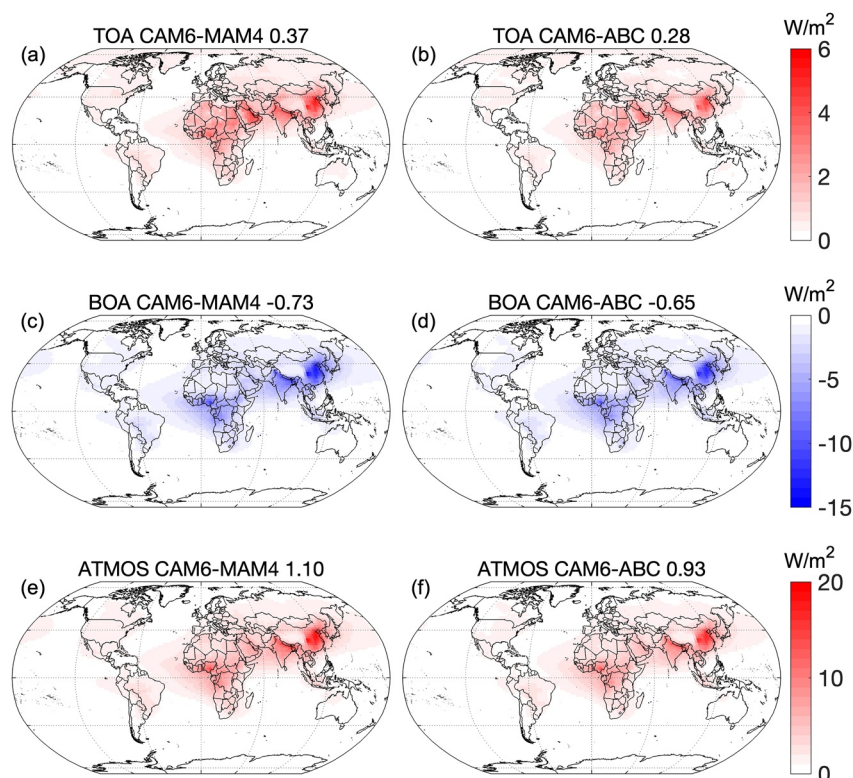 TOA CAM6-MAM4 0.37
(a)
TOA CAM6-ABC 0.28
(b)
W/m²
6
4
2
0
BOA CAM6-MAM4 -0.73
(c)
BOA CAM6-ABC -0.65
(d)
W/m²
0
-5
-10
-15
ATMOS CAM6-MAM4 1.10
(e)
ATMOS CAM6-ABC 0.93
(f)
W/m²
20
10
0